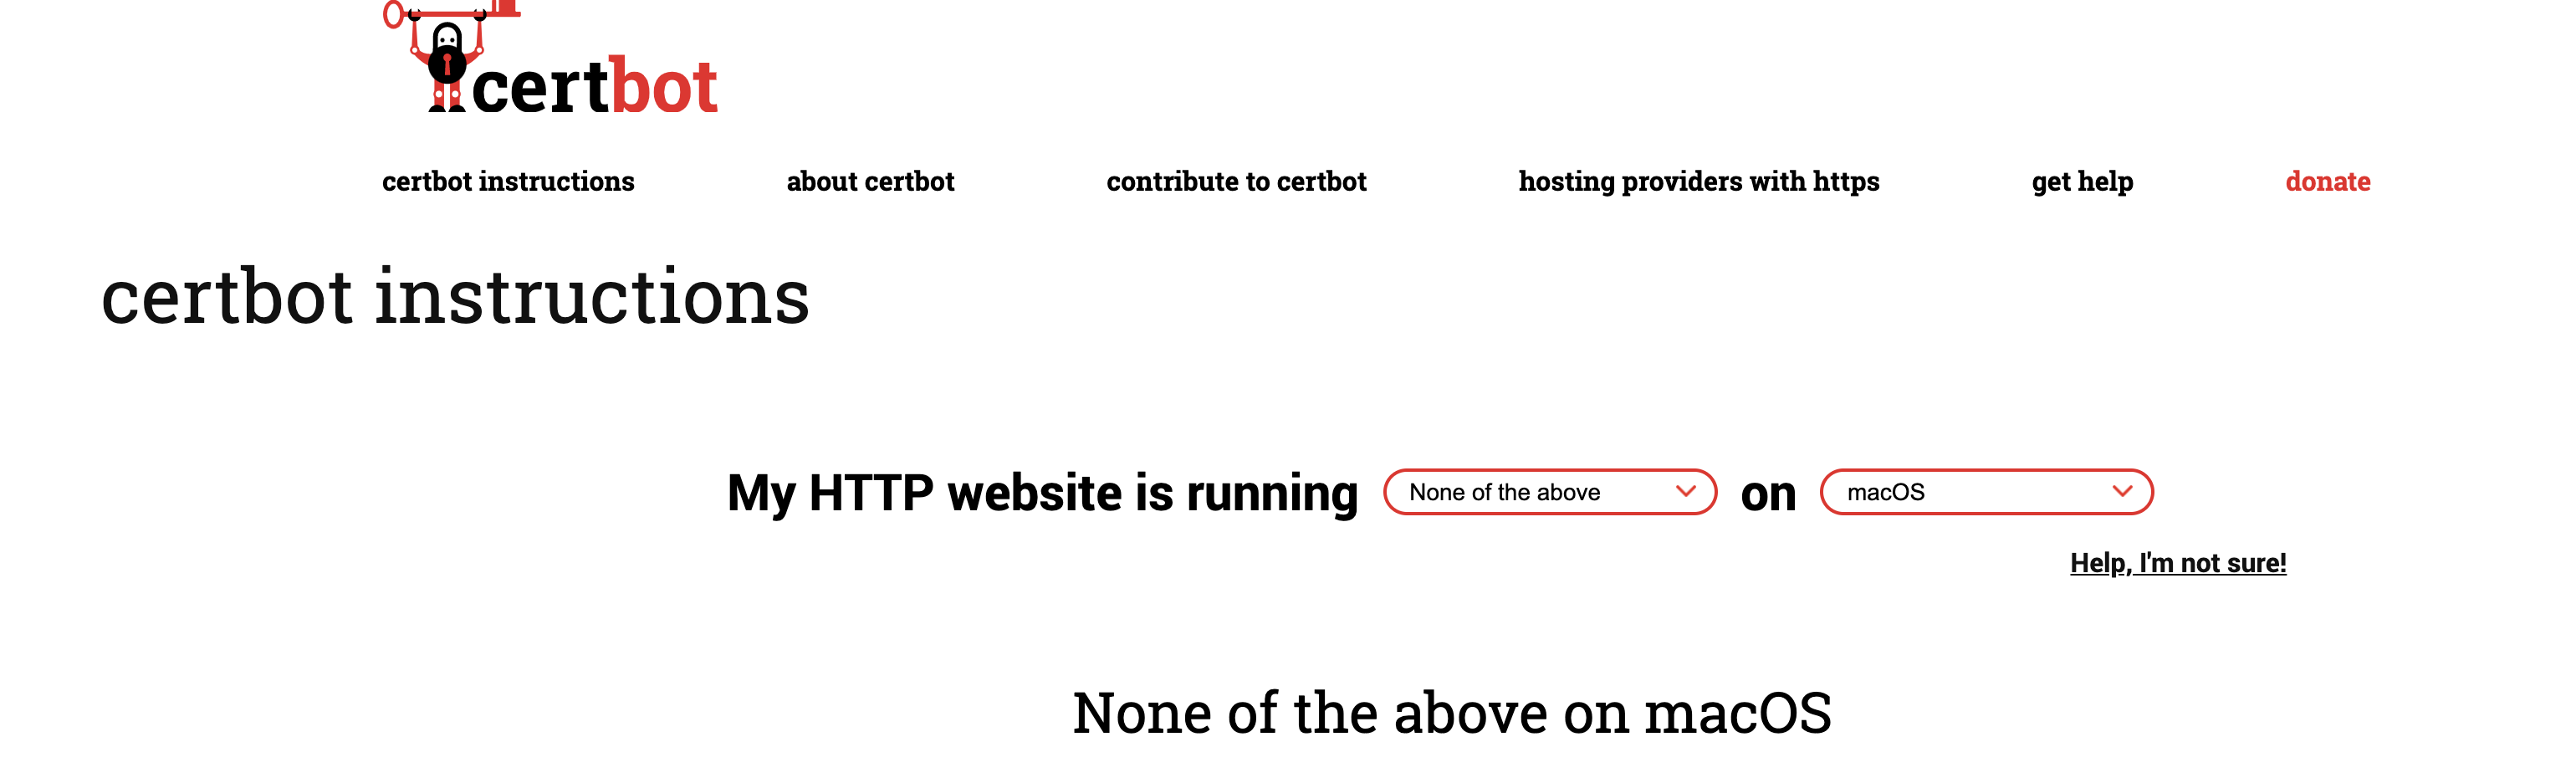 certbot
certbot instructions about certbot contribute to certbot hosting providers with https get help donate
certbot instructions
My HTTP website is running None of the above on macOS
Help, I'm not sure!
None of the above on macOS